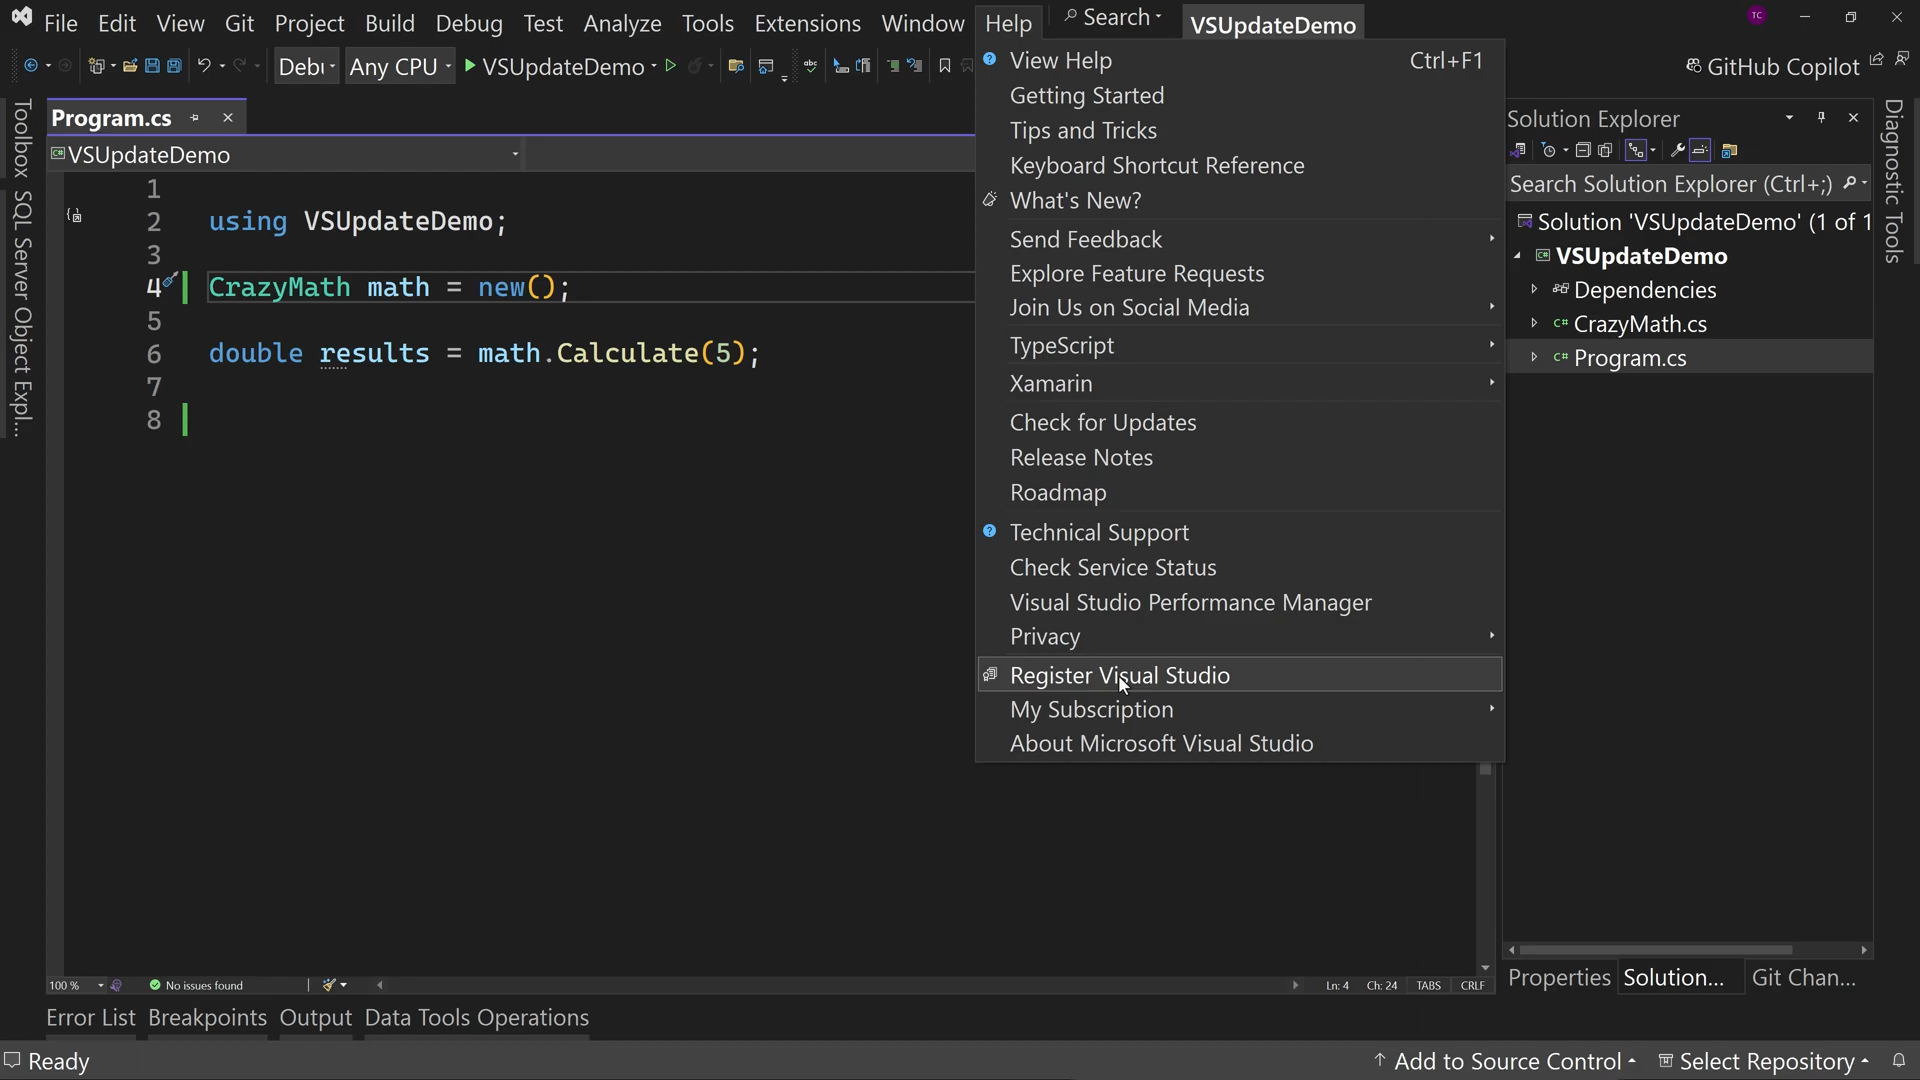 File Edit View Git Project Build Debug Test Analyze Tools Extensions Window Help Search VSUpdateDemo TC
Any CPU VSUpdateDemo GitHub Copilot
Program.cs
VSUpdateDemo
1
2 using VSUpdateDemo;
3
4 CrazyMath math = new();
5
6 double results = math.Calculate(5);
7
8
Toolbox
SQL Server Object Expl...
View Help Ctrl+F1
Getting Started
Tips and Tricks
Keyboard Shortcut Reference
What's New?
Send Feedback
Explore Feature Requests
Join Us on Social Media
TypeScript
Xamarin
Check for Updates
Release Notes
Roadmap
Technical Support
Check Service Status
Visual Studio Performance Manager
Privacy
Register Visual Studio
My Subscription
About Microsoft Visual Studio
Solution Explorer
Search Solution Explorer (Ctrl+;)
Solution 'VSUpdateDemo' (1 of 1
VSUpdateDemo
Dependencies
C# CrazyMath.cs
C# Program.cs
Diagnostic Tools
100 % No issues found Ln: 4 Ch: 24 TABS CRLF
Properties Solution... Git Chan...
Error List Breakpoints Output Data Tools Operations
Ready Add to Source Control Select Repository